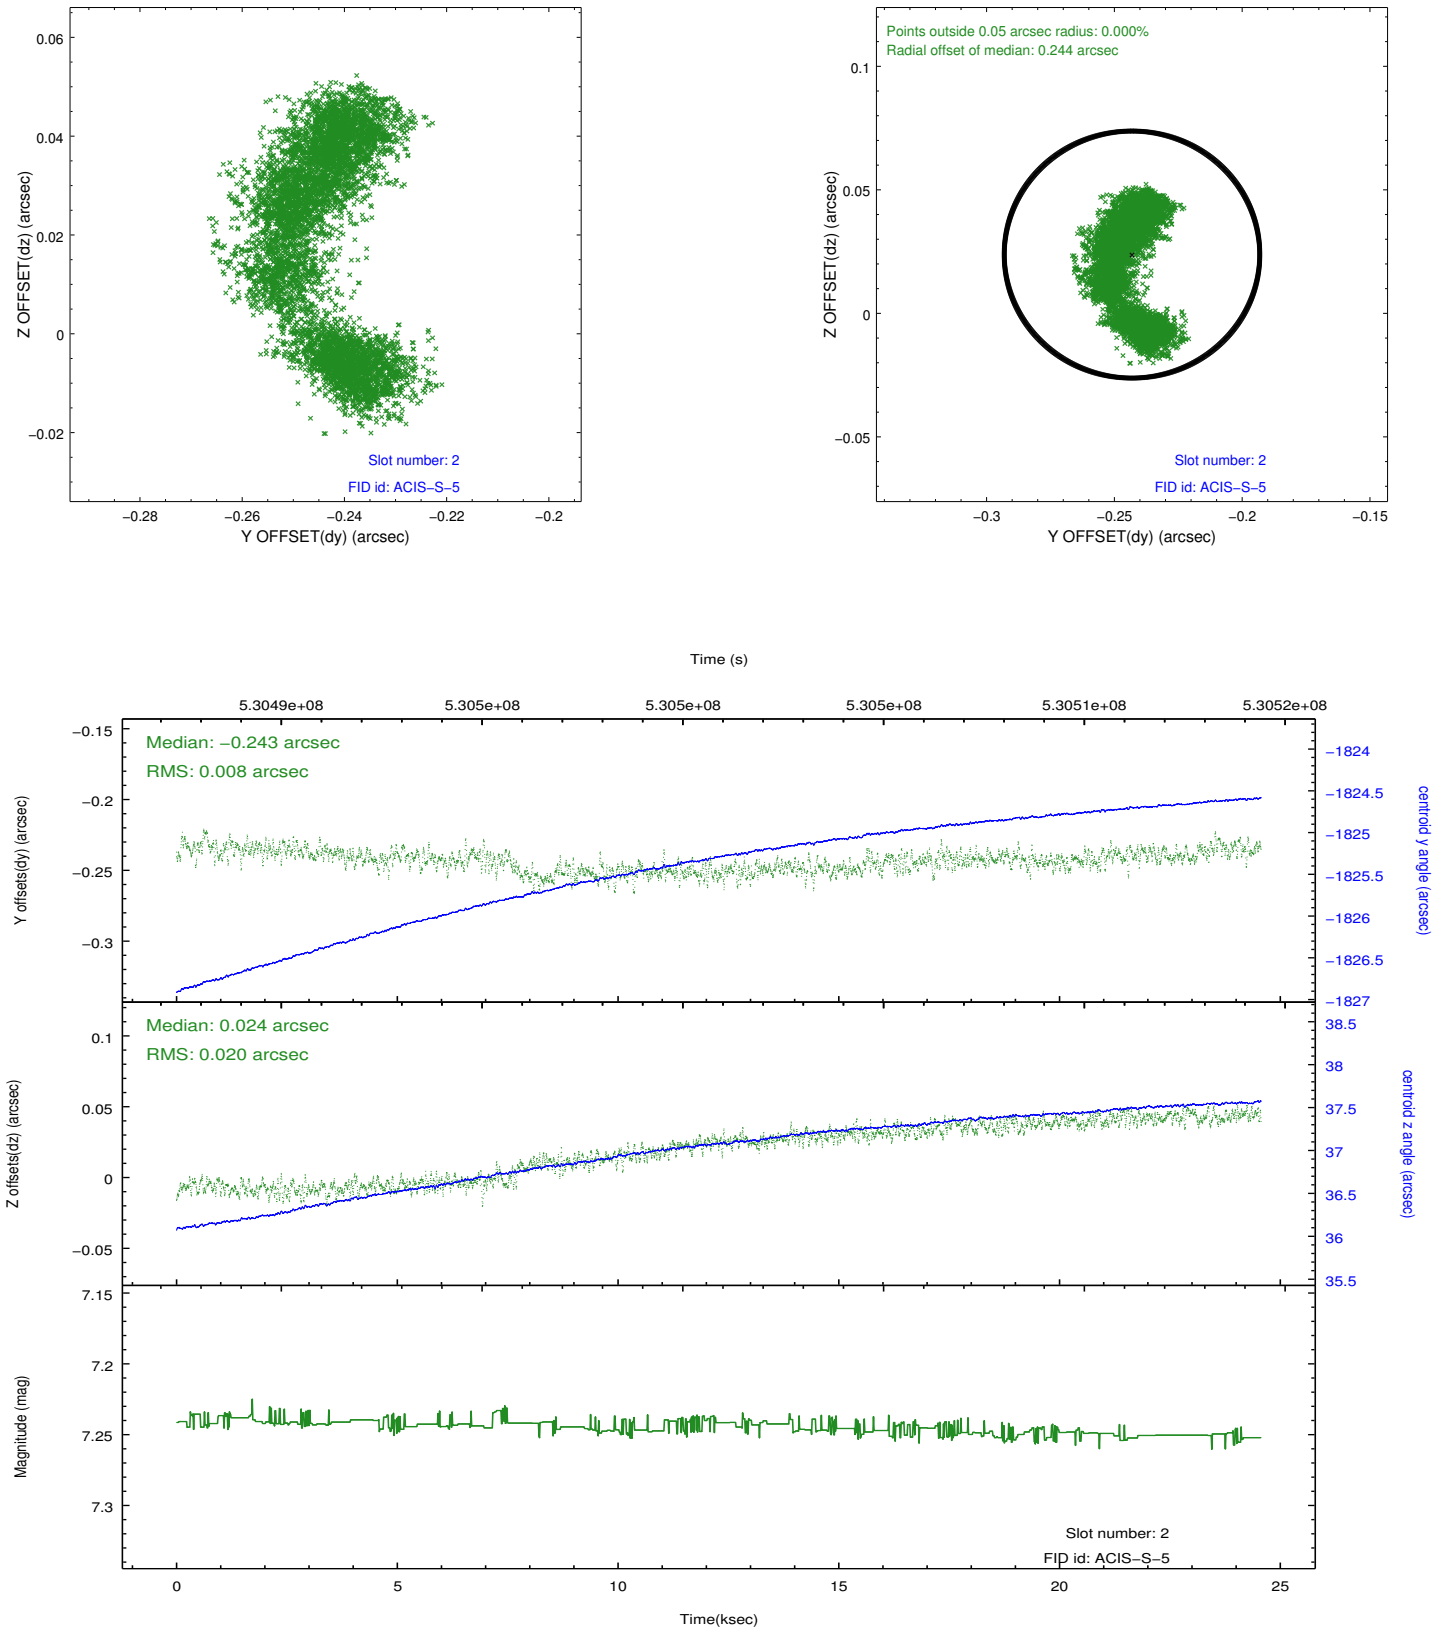 0.06
0.04
0.02
0
−0.02
Z OFFSET(dz) (arcsec)
Slot number: 2
FID id: ACIS−S−5
−0.28 −0.26 −0.24 −0.22 −0.2
Y OFFSET(dy) (arcsec)
Points outside 0.05 arcsec radius: 0.000%
Radial offset of median: 0.244 arcsec
0.1
0.05
0
−0.05
Z OFFSET(dz) (arcsec)
Slot number: 2
FID id: ACIS−S−5
−0.3 −0.25 −0.2 −0.15
Y OFFSET(dy) (arcsec)
Time (s)
5.3049e+08 5.305e+08 5.305e+08 5.305e+08 5.3051e+08 5.3052e+08
Median: −0.243 arcsec
RMS: 0.008 arcsec
−0.15
−0.2
−0.25
−0.3
Y offsets(dy) (arcsec)
−1824
−1824.5
−1825
−1825.5
−1826
−1826.5
−1827
centroid y angle (arcsec)
Median: 0.024 arcsec
RMS: 0.020 arcsec
0.1
0.05
0
−0.05
Z offsets(dz) (arcsec)
38.5
38
37.5
37
36.5
36
35.5
centroid z angle (arcsec)
7.15
7.2
7.25
7.3
Magnitude (mag)
Slot number: 2
FID id: ACIS−S−5
0 5 10 15 20 25
Time(ksec)